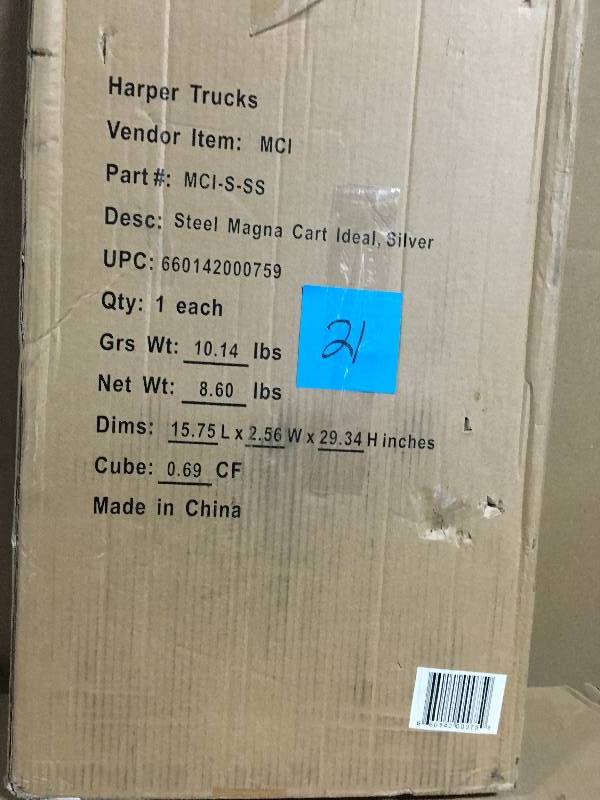 Harper Trucks
Vendor Item: MCI
Part#: MCI-S-SS
Desc: Steel Magna Cart Ideal, Silver
UPC: 660142000759
Qty: 1 each
21
Grs Wt: 10.14 lbs
Net Wt: 8.60 lbs
Dims: 15.75 L x 2.56 W x 29.34 H inches
Cube: 0.69 CF
Made in China